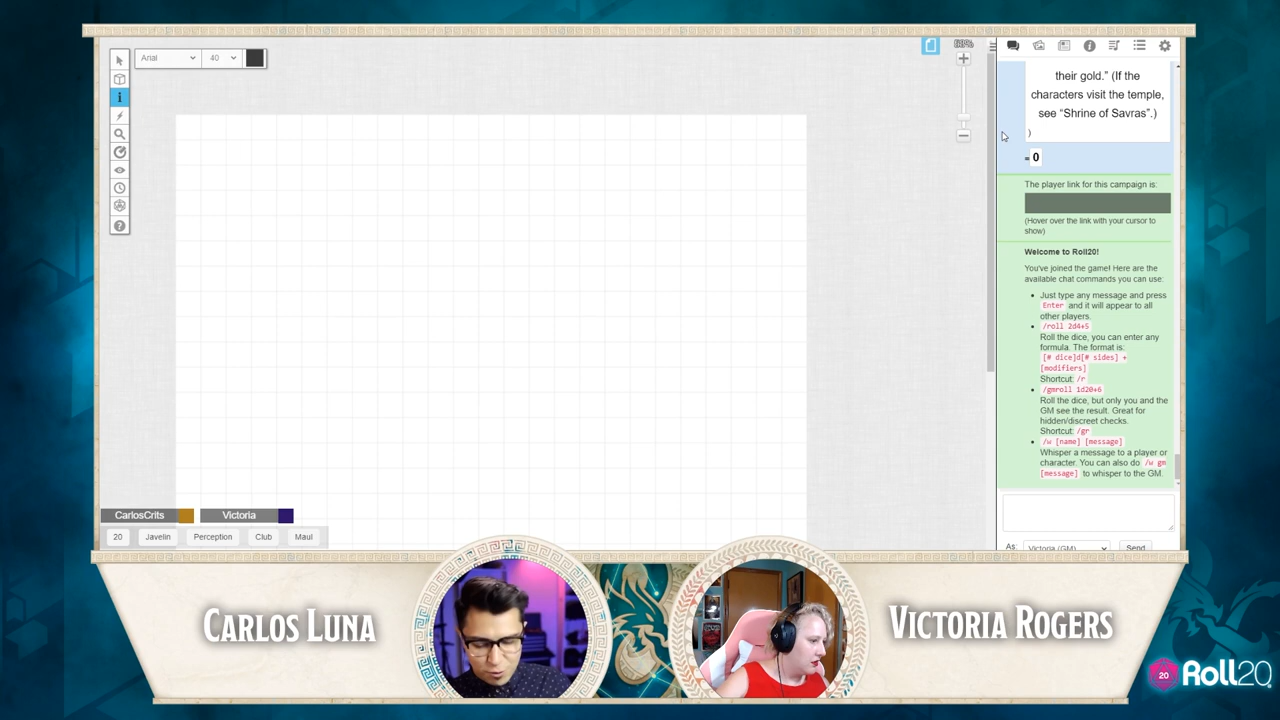 Arial
40
60%
their gold." (If the
characters visit the temple,
see "Shrine of Savras".)
)
= 0
The player link for this campaign is:
(Hover over the link with your cursor to
show)
Welcome to Roll20!
You've joined the game! Here are the
available chat commands you can use:
• Just type any message and press
Enter and it will appear to all
other players.
• /roll 2d4+5
Roll the dice, you can enter any
formula. The format is:
[# dice]d[# sides] +
[modifiers]
Shortcut: /r
• /gmroll 1d20+6
Roll the dice, but only you and the
GM see the result. Great for
hidden/discreet checks.
Shortcut: /gr
• /w [name] [message]
Whisper a message to a player or
character. You can also do /w gm
[message] to whisper to the GM.
CarlosCrits
Victoria
20
Javelin
Perception
Club
Maul
As:
Victoria (GM)
Send
CARLOS LUNA
VICTORIA ROGERS
20
Roll20